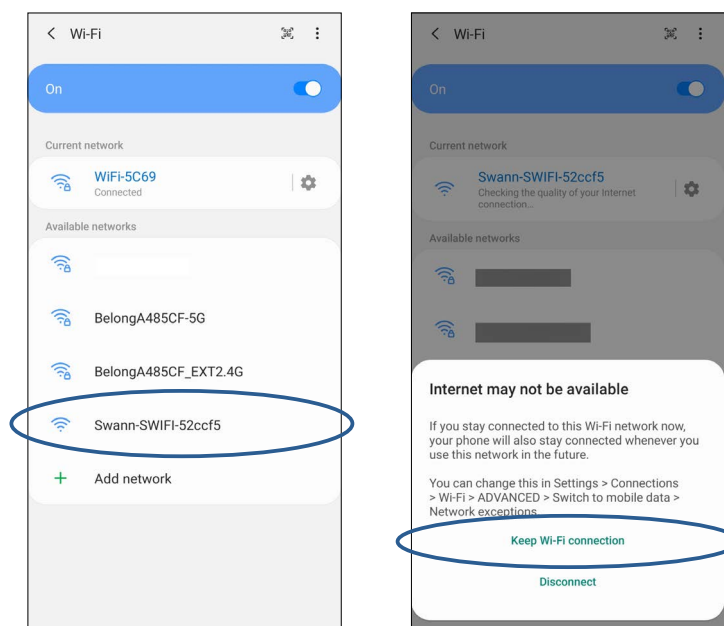 Wi-Fi
On
Current network
WiFi-5C69
Connected
Available networks
BelongA485CF-5G
BelongA485CF_EXT2.4G
Swann-SWIFI-52ccf5
+ Add network
Wi-Fi
On
Current network
Swann-SWIFI-52ccf5
Checking the quality of your Internet
connection...
Available networks
Internet may not be available
If you stay connected to this Wi-Fi network now,
your phone will also stay connected whenever you
use this network in the future.
You can change this in Settings > Connections
> Wi-Fi > ADVANCED > Switch to mobile data >
Network exceptions.
Keep Wi-Fi connection
Disconnect